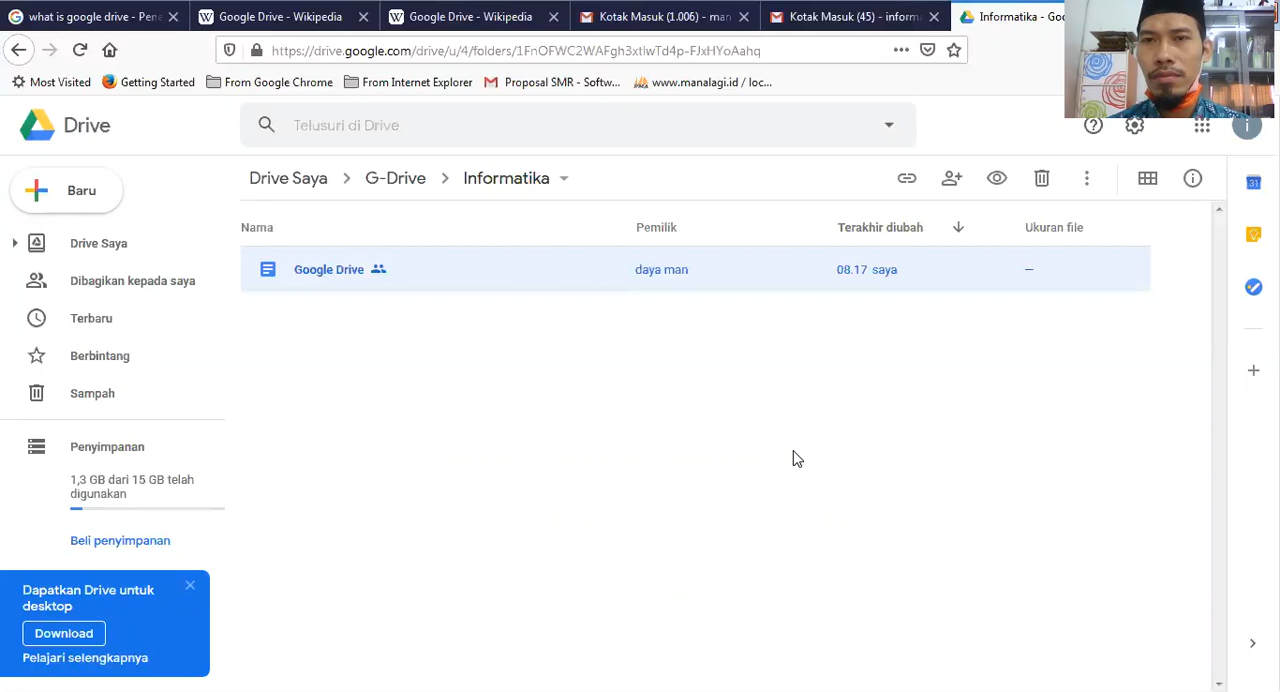 what is google drive - Pene
Google Drive - Wikipedia
Google Drive - Wikipedia
Kotak Masuk (1.006) - man
Kotak Masuk (45) - inform
Informatika - Goo
https://drive.google.com/drive/u/4/folders/1FnOFWC2WAFgh3xtlwTd4p-FJxHYoAahq
Most Visited
Getting Started
From Google Chrome
From Internet Explorer
Proposal SMR - Softw...
www.manalagi.id / loc...
Drive
Telusuri di Drive
i
Baru
Drive Saya > G-Drive > Informatika
Nama
Pemilik
Terakhir diubah
Ukuran file
Google Drive
daya man
08.17 saya
—
Drive Saya
Dibagikan kepada saya
Terbaru
Berbintang
Sampah
Penyimpanan
1,3 GB dari 15 GB telah
digunakan
Beli penyimpanan
Dapatkan Drive untuk
desktop
Download
Pelajari selengkapnya
31